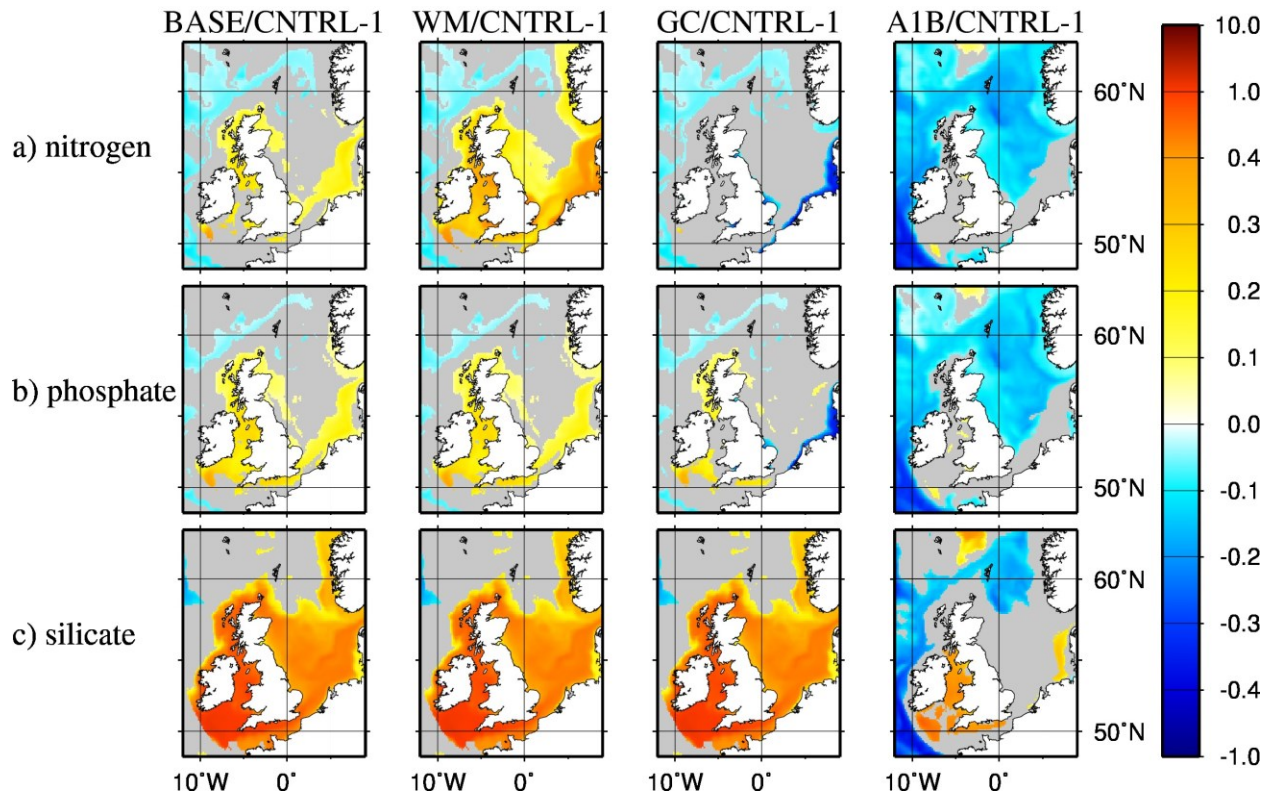 BASE/CNTRL-1 WM/CNTRL-1 GC/CNTRL-1 A1B/CNTRL-1
10.0
60˚N
1.0
a) nitrogen
0.4
50˚N
0.3
0.2
60˚N
0.1
b) phosphate
0.0
50˚N
-0.1
-0.2
60˚N
c) silicate
-0.3
-0.4
50˚N
-1.0
10˚W 0˚ 10˚W 0˚ 10˚W 0˚ 10˚W 0˚